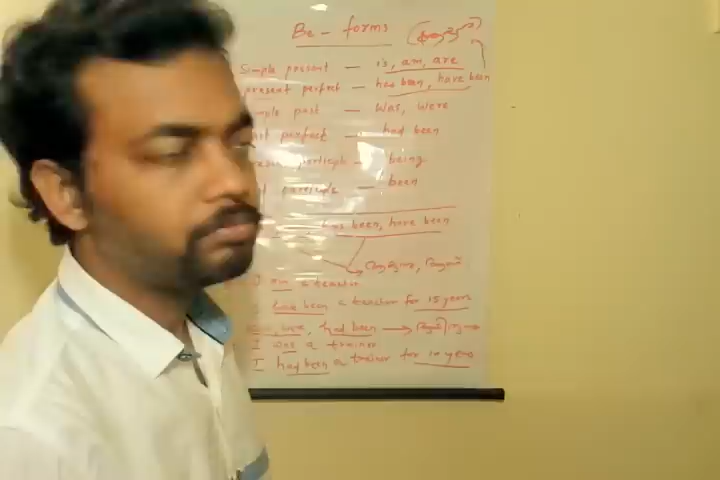 Be - forms
Simple present - is, am, are
present perfect - has been, have been
mple past - was, were
st perfect - had been
- being
- been
has been, have been
I am a teacher
have been a teacher for 15 years
were, had been
I was a trainer
I had been a trainer for 10 years